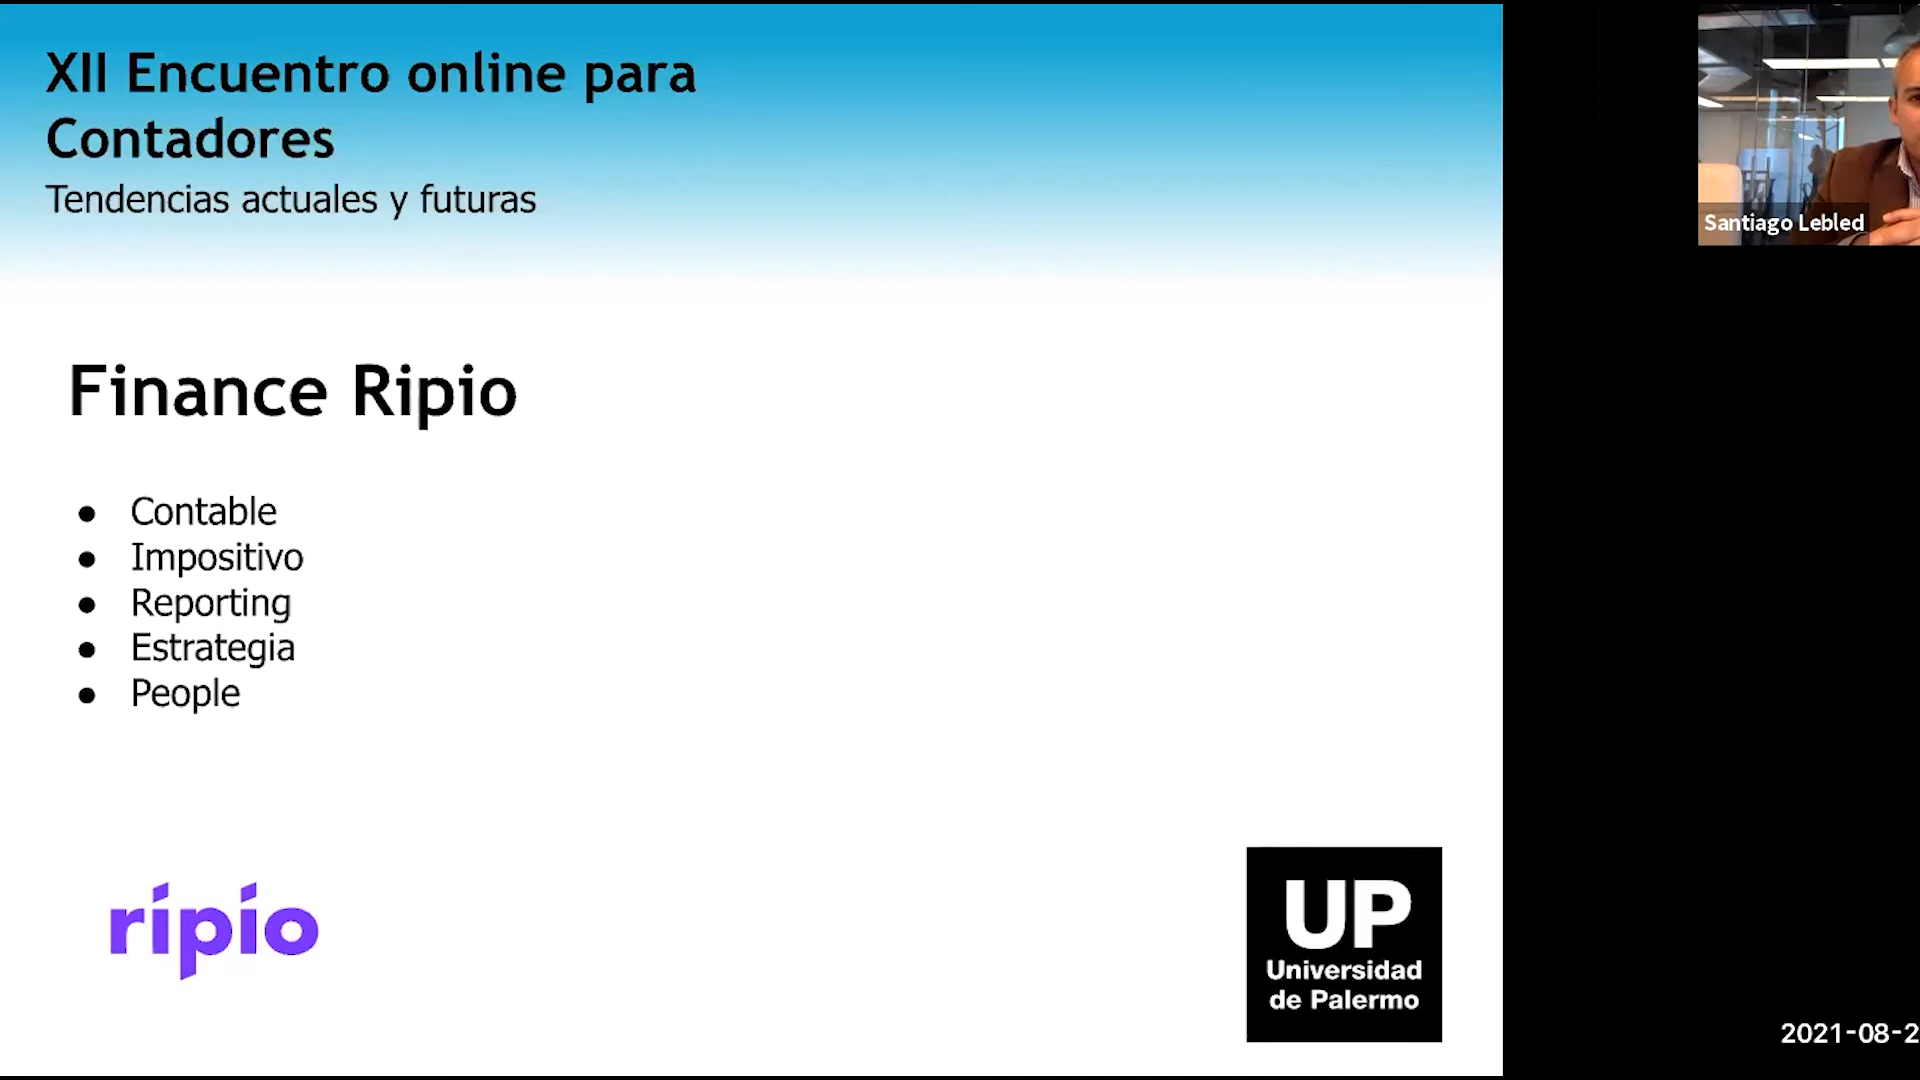 XII Encuentro online para
Contadores
Tendencias actuales y futuras
Finance Ripio
● Contable
● Impositivo
● Reporting
● Estrategia
● People
ripio
UP
Universidad
de Palermo
Santiago Lebled
2021-08-2